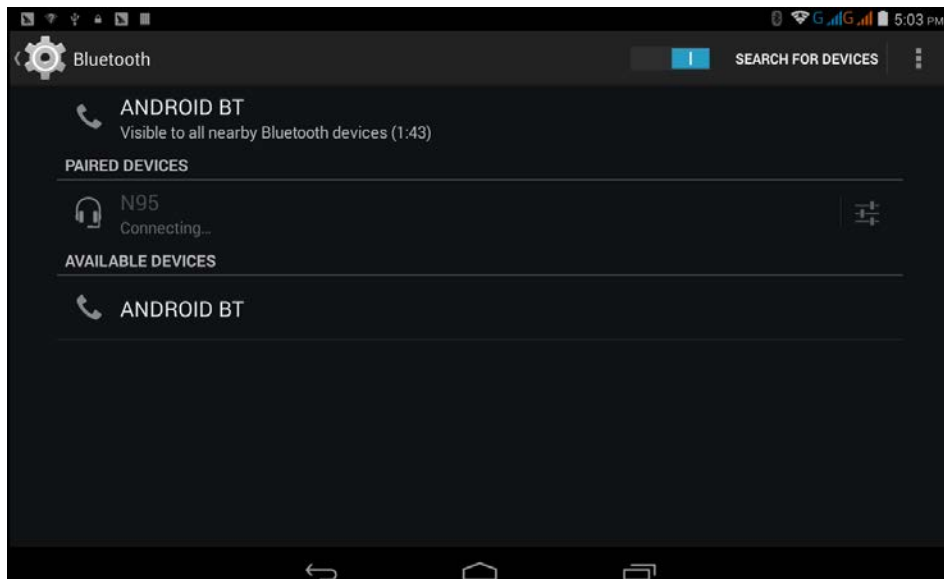 G G 5:03 PM
Bluetooth SEARCH FOR DEVICES
ANDROID BT
Visible to all nearby Bluetooth devices (1:43)
PAIRED DEVICES
N95
Connecting...
AVAILABLE DEVICES
ANDROID BT